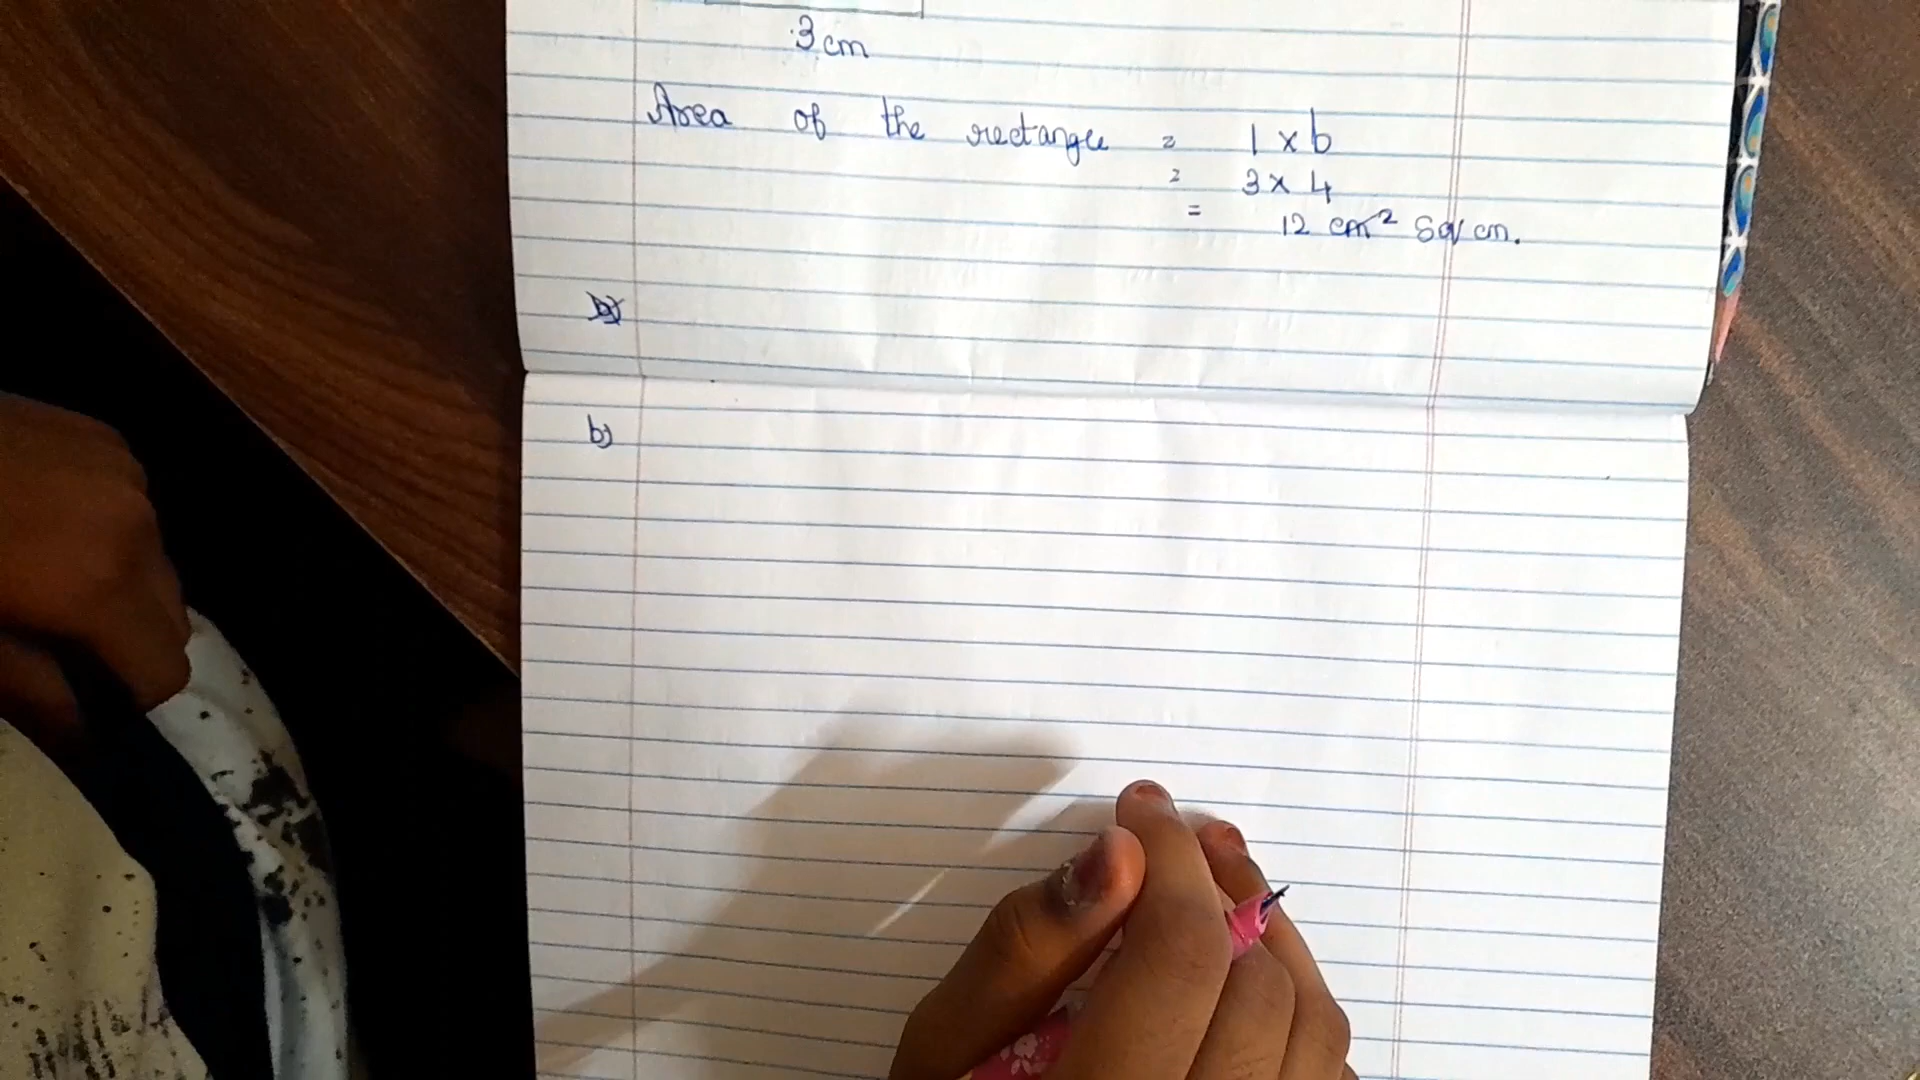 3 cm
Area of the rectangle = l x b
= 3 x 4
= 12 cm² Sq cm.
b)
b)